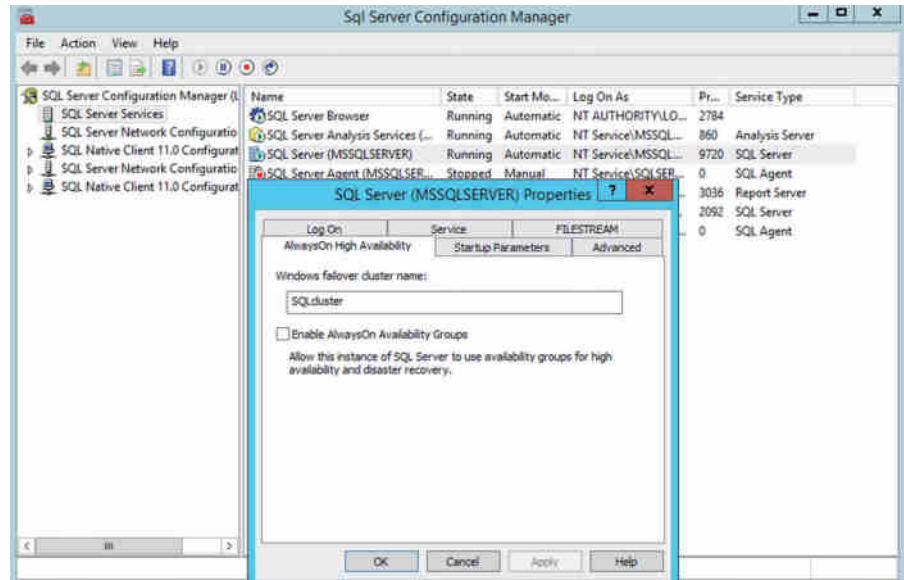 Sql Server Configuration Manager
File Action View Help
SQL Server Configuration Manager (L
SQL Server Services
SQL Server Network Configuratio
SQL Native Client 11.0 Configurat
SQL Server Network Configuratio
SQL Native Client 11.0 Configurat
Name State Start Mo... Log On As Pr... Service Type
SQL Server Browser Running Automatic NT AUTHORITY\LO... 2784
SQL Server Analysis Services (... Running Automatic NT Service\MSSQL... 860 Analysis Server
SQL Server (MSSQLSERVER) Running Automatic NT Service\MSSQL... 9720 SQL Server
SQL Server Agent (MSSQLSER... Stopped Manual NT Service\SQLSER... 0 SQL Agent
3036 Report Server
2092 SQL Server
0 SQL Agent
SQL Server (MSSQLSERVER) Properties ? x
Log On Service FILESTREAM
AlwaysOn High Availability Startup Parameters Advanced
Windows failover cluster name:
SQLcluster
Enable AlwaysOn Availability Groups
Allow this instance of SQL Server to use availability groups for high
availability and disaster recovery.
OK Cancel Apply Help